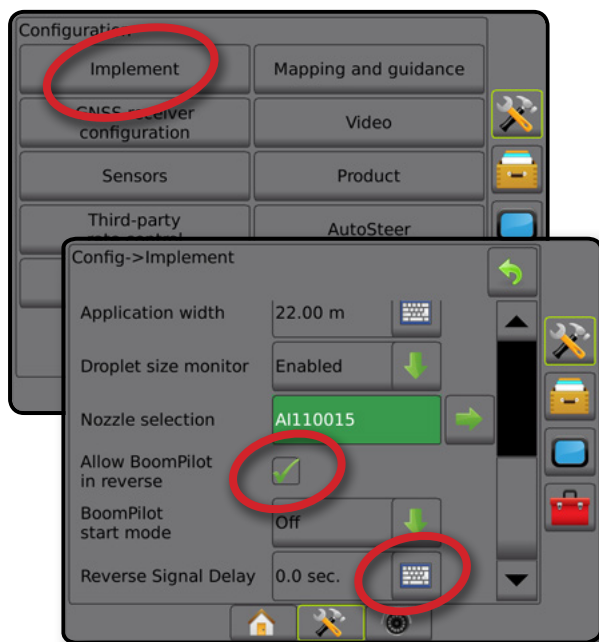 Configuration
Implement
Mapping and guidance
GNSS receiver
configuration
Video
Sensors
Product
Third-party
rate control
AutoSteer
Config->Implement
Application width
22.00 m
Droplet size monitor
Enabled
Nozzle selection
AI110015
Allow BoomPilot
in reverse
BoomPilot
start mode
Off
Reverse Signal Delay
0.0 sec.